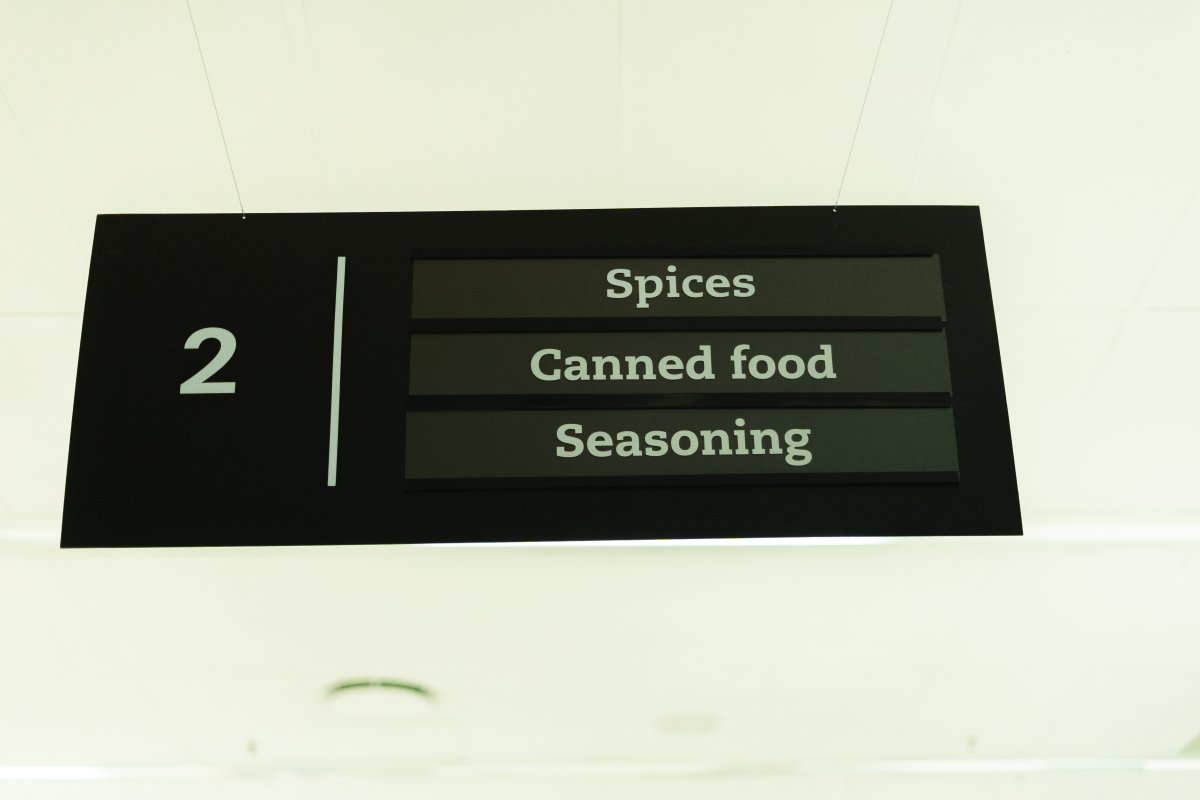 2
Spices
Canned food
Seasoning